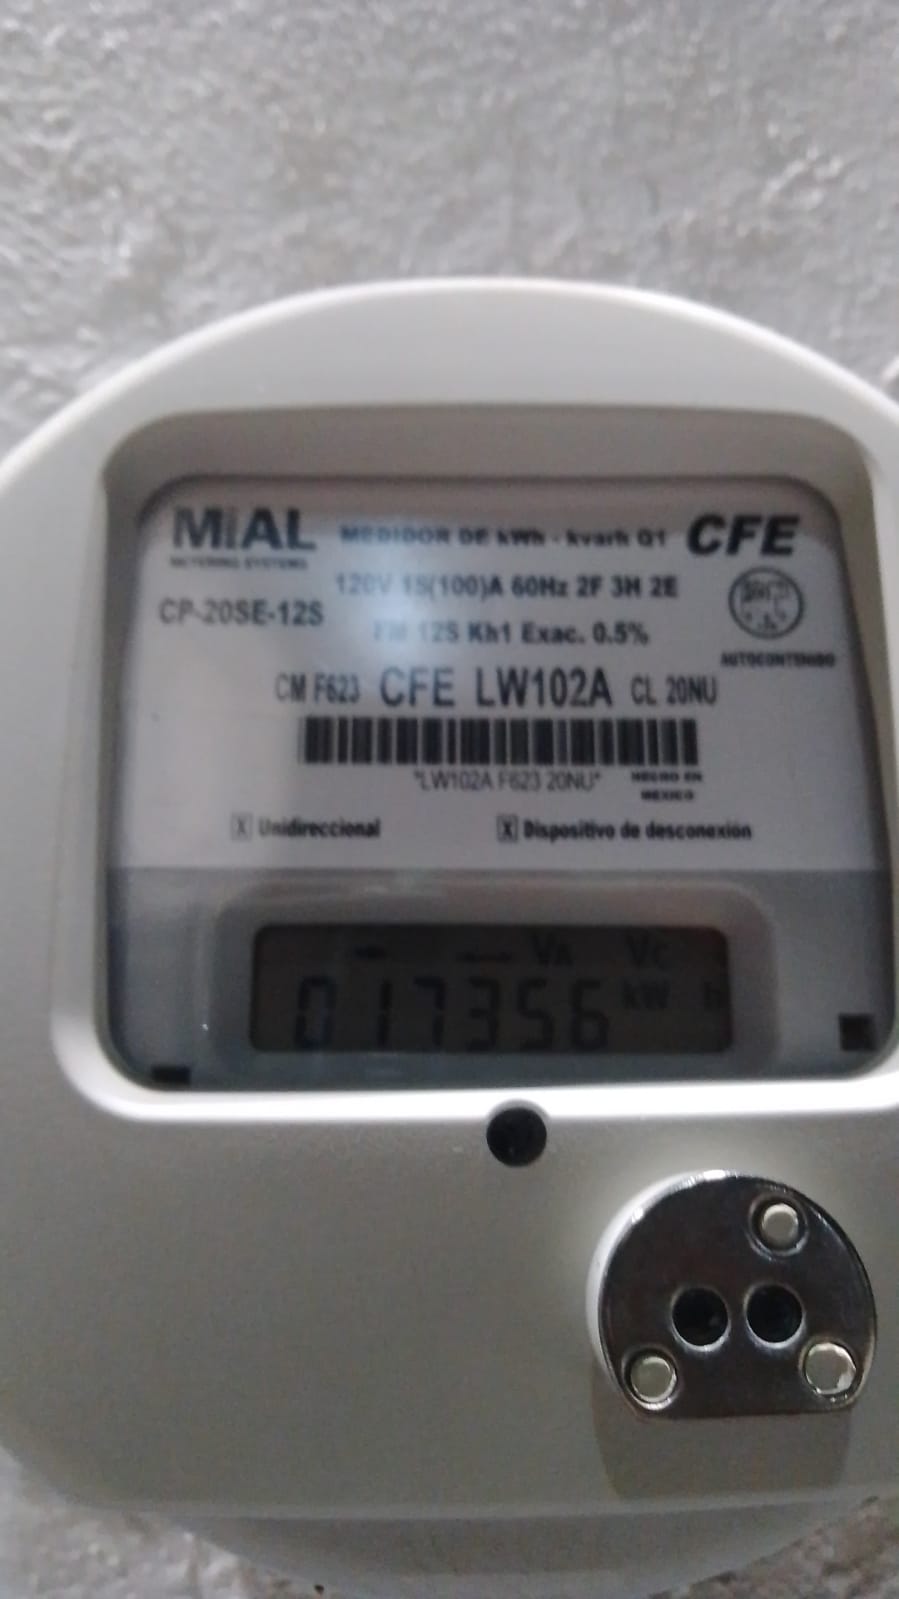 MiAL
METERING SYSTEMS
MEDIDOR DE kWh - kvarh Q1
CFE
120V 15(100)A 60Hz 2F 3H 2E
CP-20SE-12S
FM 12S Kh1 Exac. 0.5%
AUTOCONTENIDO
CM F623 CFE LW102A CL 20NU
*LW102A F623 20NU*
HECHO EN
MEXICO
X Unidireccional
X Dispositivo de desconexión
VA VC
017356 kW h